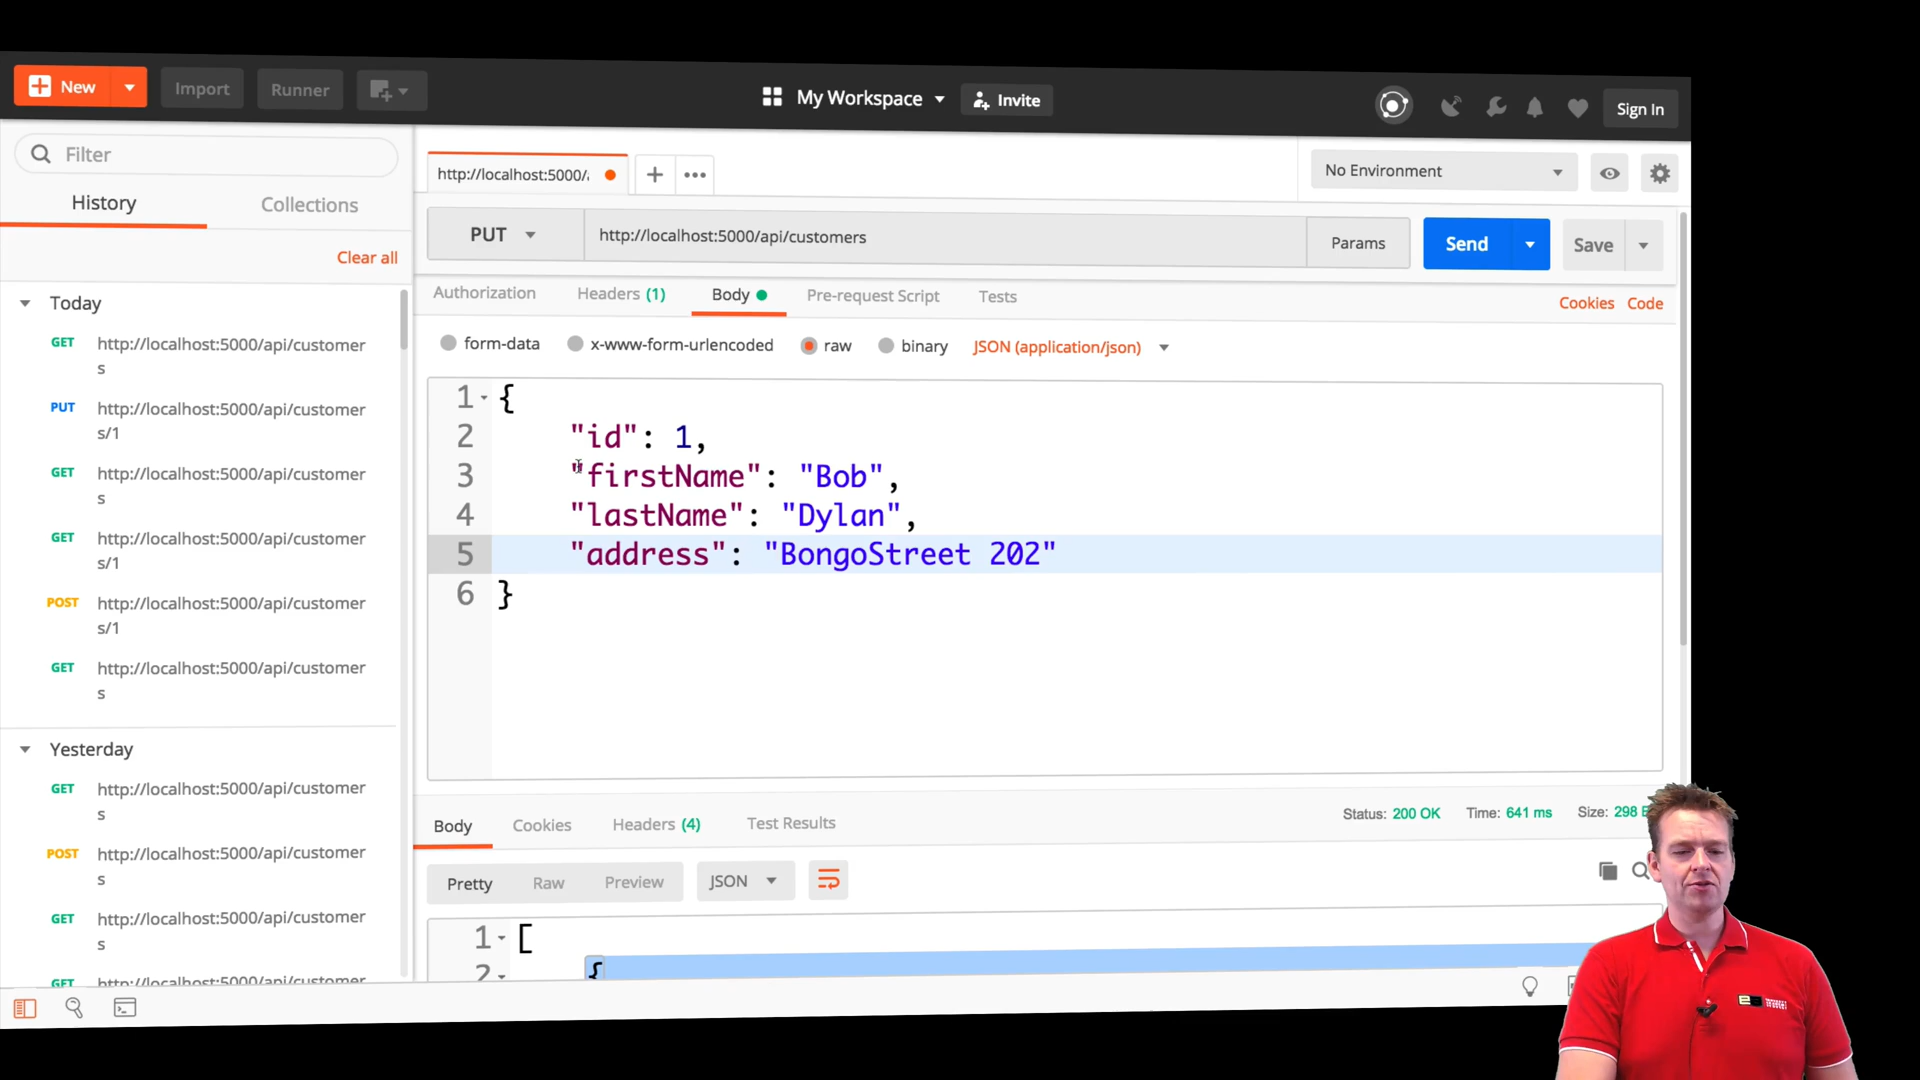 New
Import
Runner
My Workspace
Invite
Sign In
Filter
History
Collections
Clear all
Today
GET http://localhost:5000/api/customer
s
PUT http://localhost:5000/api/customer
s/1
GET http://localhost:5000/api/customer
s
GET http://localhost:5000/api/customer
s/1
POST http://localhost:5000/api/customer
s/1
GET http://localhost:5000/api/customer
s
Yesterday
GET http://localhost:5000/api/customer
s
POST http://localhost:5000/api/customer
s
GET http://localhost:5000/api/customer
s
GET http://localhost:5000/api/customer
http://localhost:5000/
No Environment
PUT
http://localhost:5000/api/customers
Params
Send
Save
Authorization
Headers (1)
Body
Pre-request Script
Tests
Cookies
Code
form-data
x-www-form-urlencoded
raw
binary
JSON (application/json)
1 {
2 "id": 1,
3 "firstName": "Bob",
4 "lastName": "Dylan",
5 "address": "BongoStreet 202"
6 }
Body
Cookies
Headers (4)
Test Results
Status: 200 OK
Time: 641 ms
Size: 298
Pretty
Raw
Preview
JSON
1 [
2 {